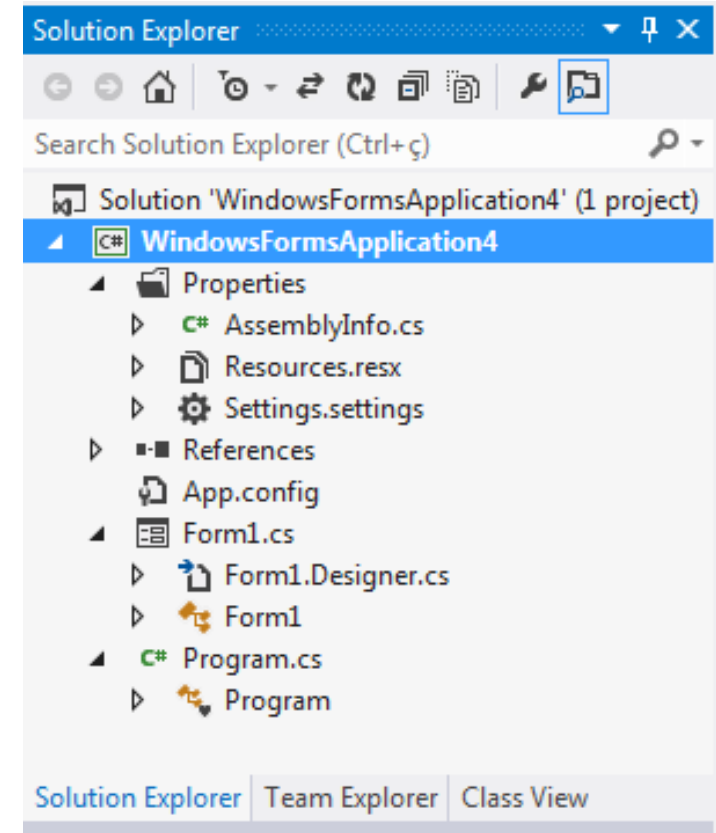 Solution Explorer
Search Solution Explorer (Ctrl+ç)
Solution 'WindowsFormsApplication4' (1 project)
C# WindowsFormsApplication4
Properties
C# AssemblyInfo.cs
Resources.resx
Settings.settings
References
App.config
Form1.cs
Form1.Designer.cs
Form1
C# Program.cs
Program
Solution Explorer Team Explorer Class View